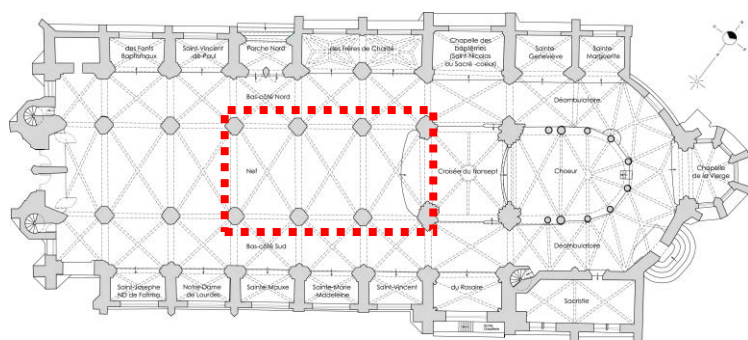 des Fonts
Baptismaux
Saint-Vincent
de-Paul
Porche Nord
des Frères de Charité
Chapelle des
baptêmes
(Saint-Nicolas
ou Sacré-coeur)
Sainte
Geneviève
Sainte
Marguerite
Bas-côté Nord
Déambulatoire
Nef
Croisée du transept
Choeur
Chapelle
de la Vierge
Bas-côté Sud
Déambulatoire
Saint-Josephe
ND de Fatima
Notre-Dame
de Lourdes
Sainte-Mauxe
Sainte-Marie
Madeleine
Saint-Vincent
du Rosaire
Sacristie